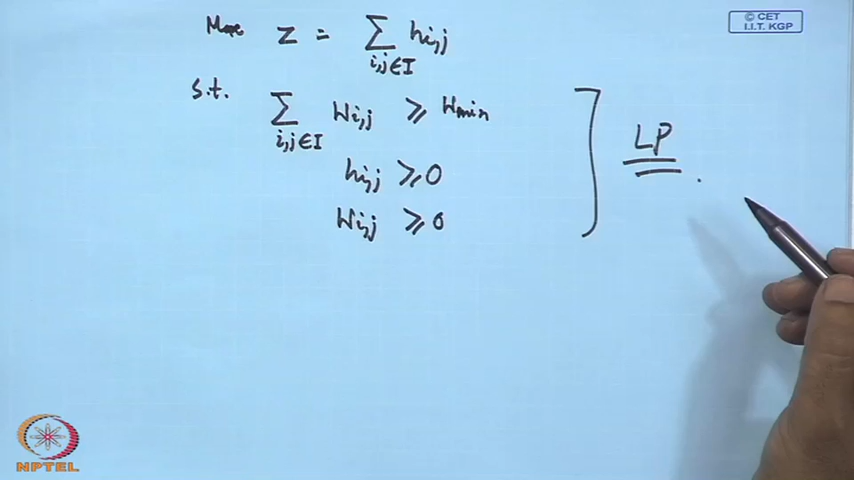 Max z = ∑ hi,j
i,j∈I
© CET
I.I.T. KGP
s.t. ∑ Wi,j ⩾ Wmin
i,j∈I
hi,j ⩾ 0
Wi,j ⩾ 0
LP
NPTEL